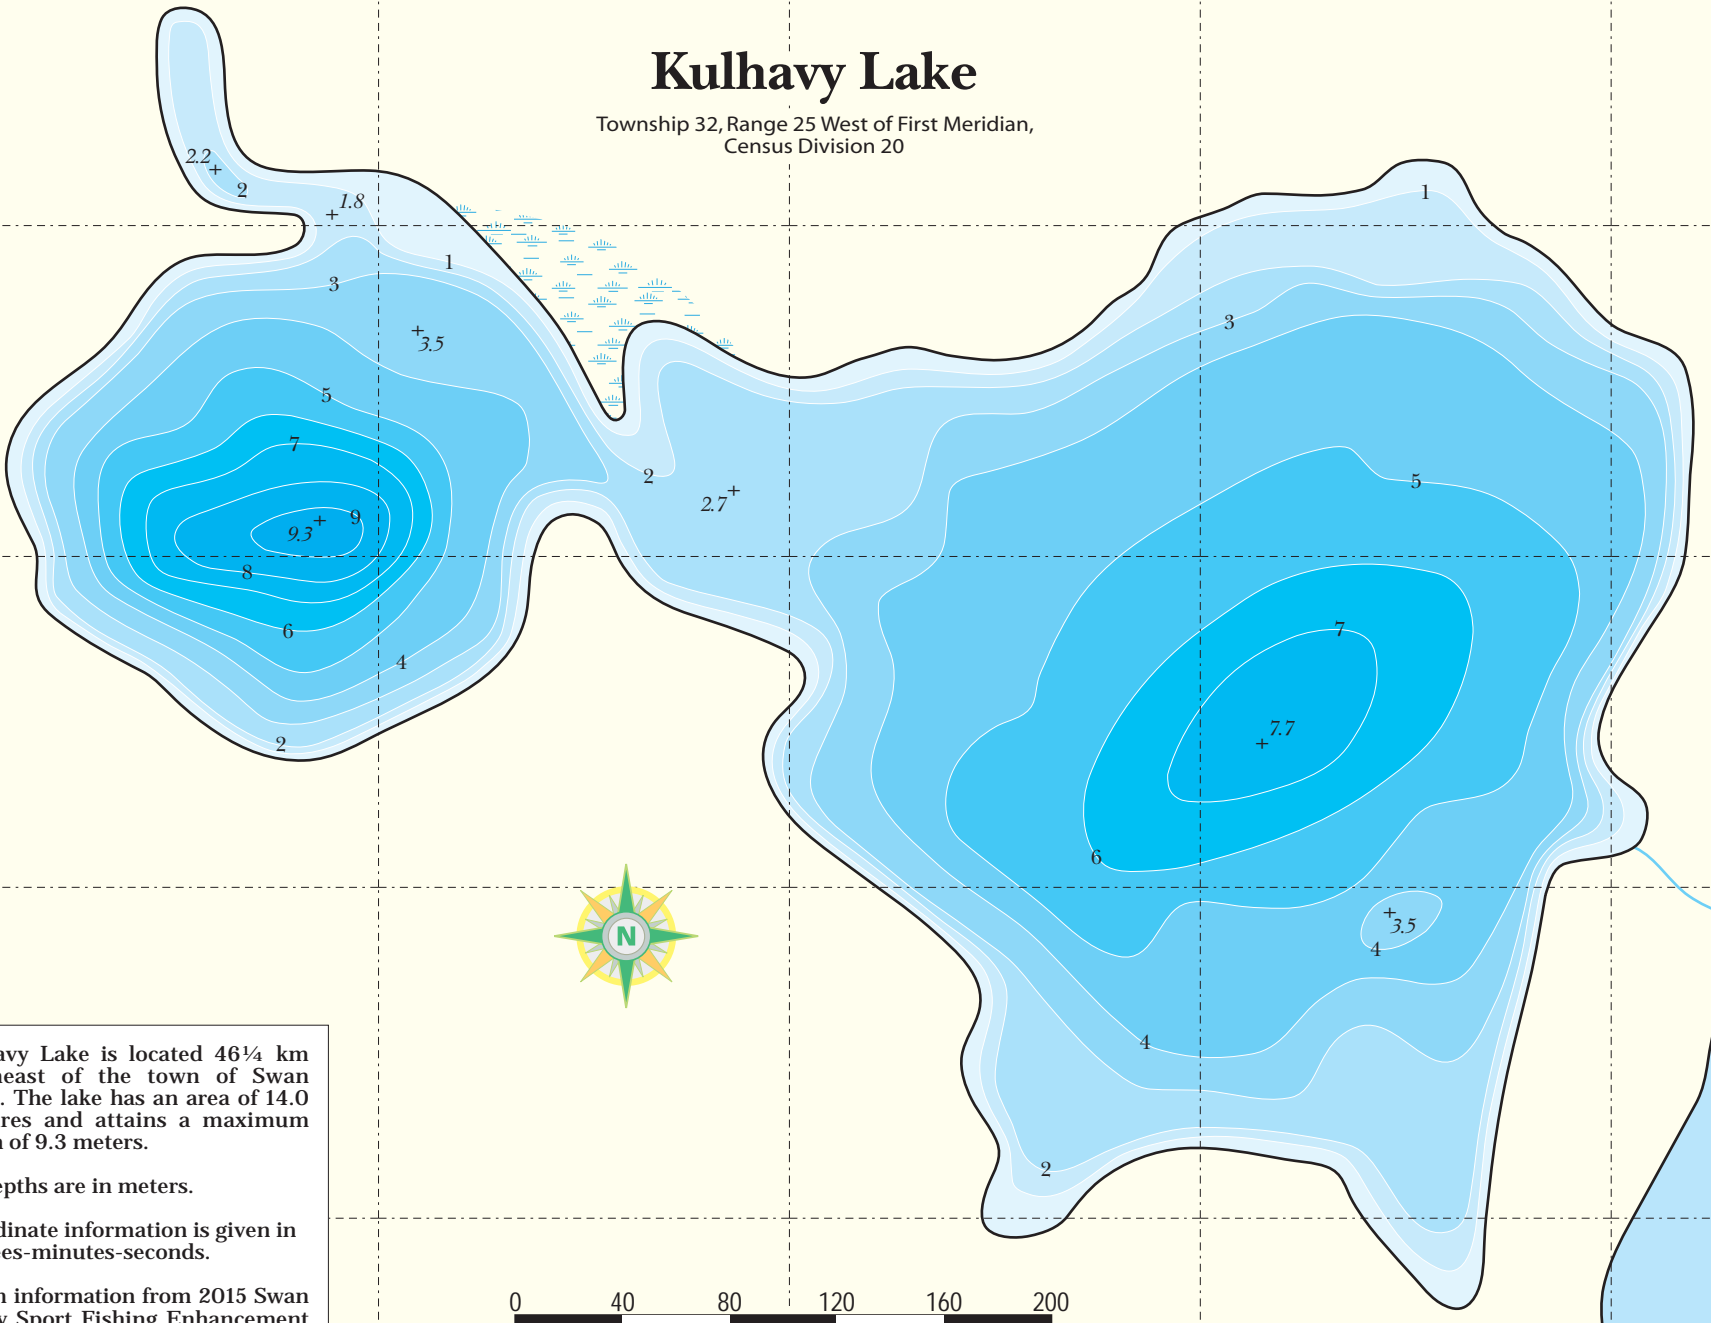 Kulhavy Lake
Township 32, Range 25 West of First Meridian,
Census Division 20
2.2
2
1.8
1
3
3.5
5
7
9
9.3
8
6
4
2
2
2.7
1
3
5
7
7.7
6
3.5
4
4
2
N
avy Lake is located 46¼ km
east of the town of Swan
. The lake has an area of 14.0
res and attains a maximum
of 9.3 meters.
epths are in meters.
dinate information is given in
es-minutes-seconds.
information from 2015 Swan
Sport Fishing Enhancement
0 40 80 120 160 200